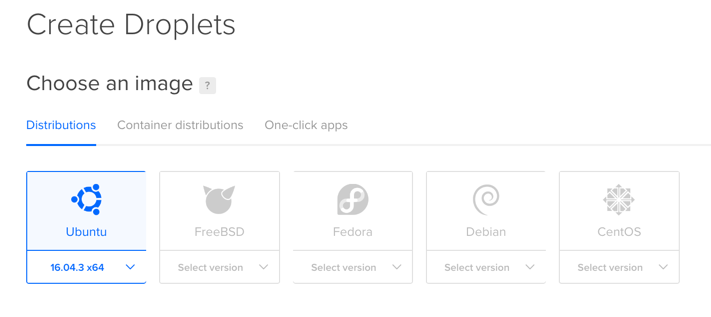 Create Droplets
Choose an image ?
Distributions Container distributions One-click apps
Ubuntu FreeBSD Fedora Debian CentOS
16.04.3 x64 Select version Select version Select version Select version